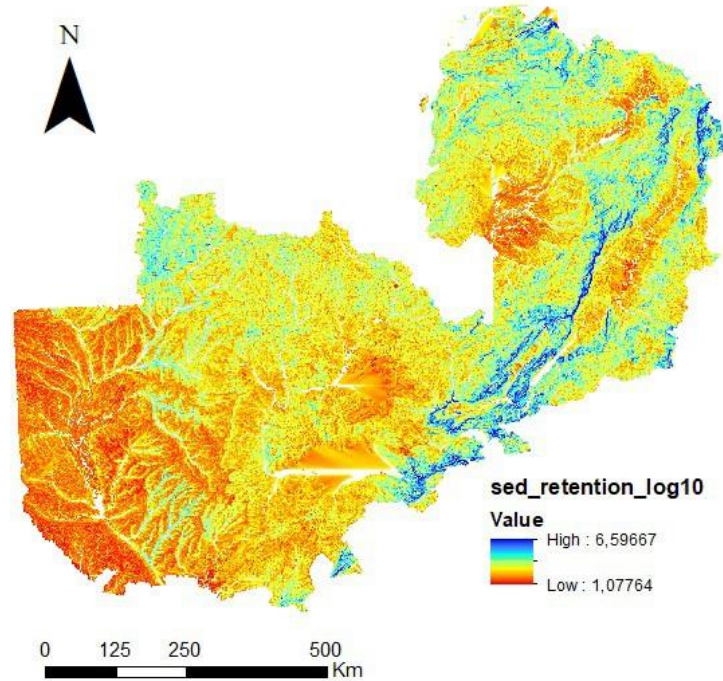 N
sed_retention_log10
Value
High : 6,59667
Low : 1,07764
0 125 250 500
Km